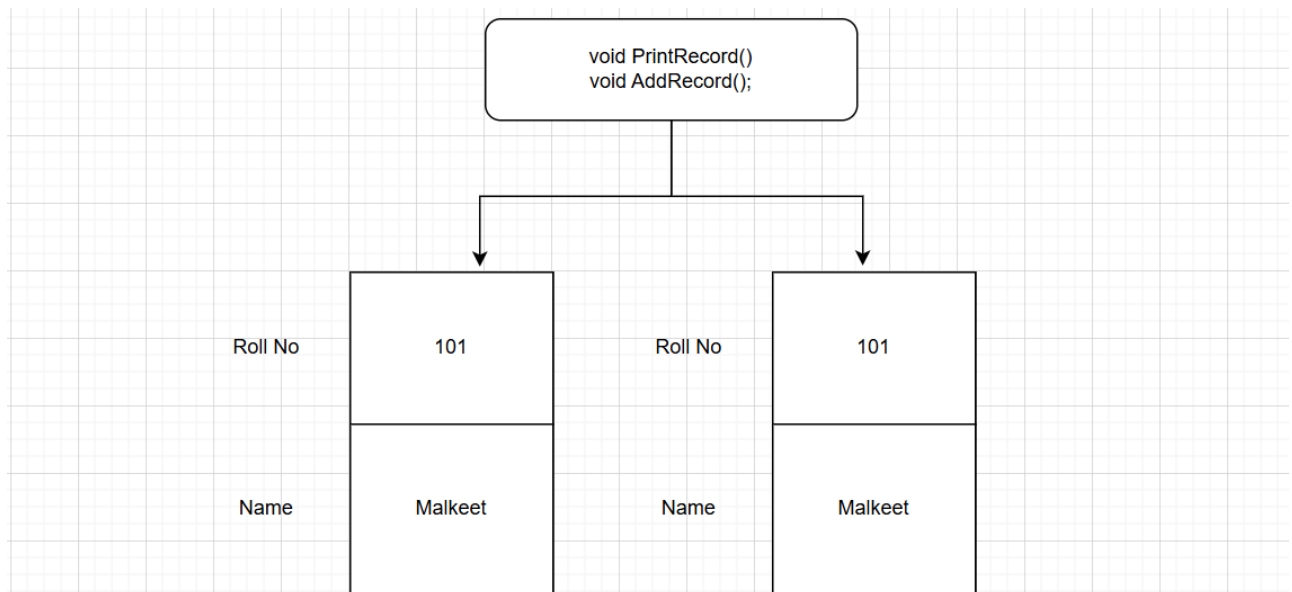 void PrintRecord()
void AddRecord();
Roll No 101 Roll No 101
Name Malkeet Name Malkeet